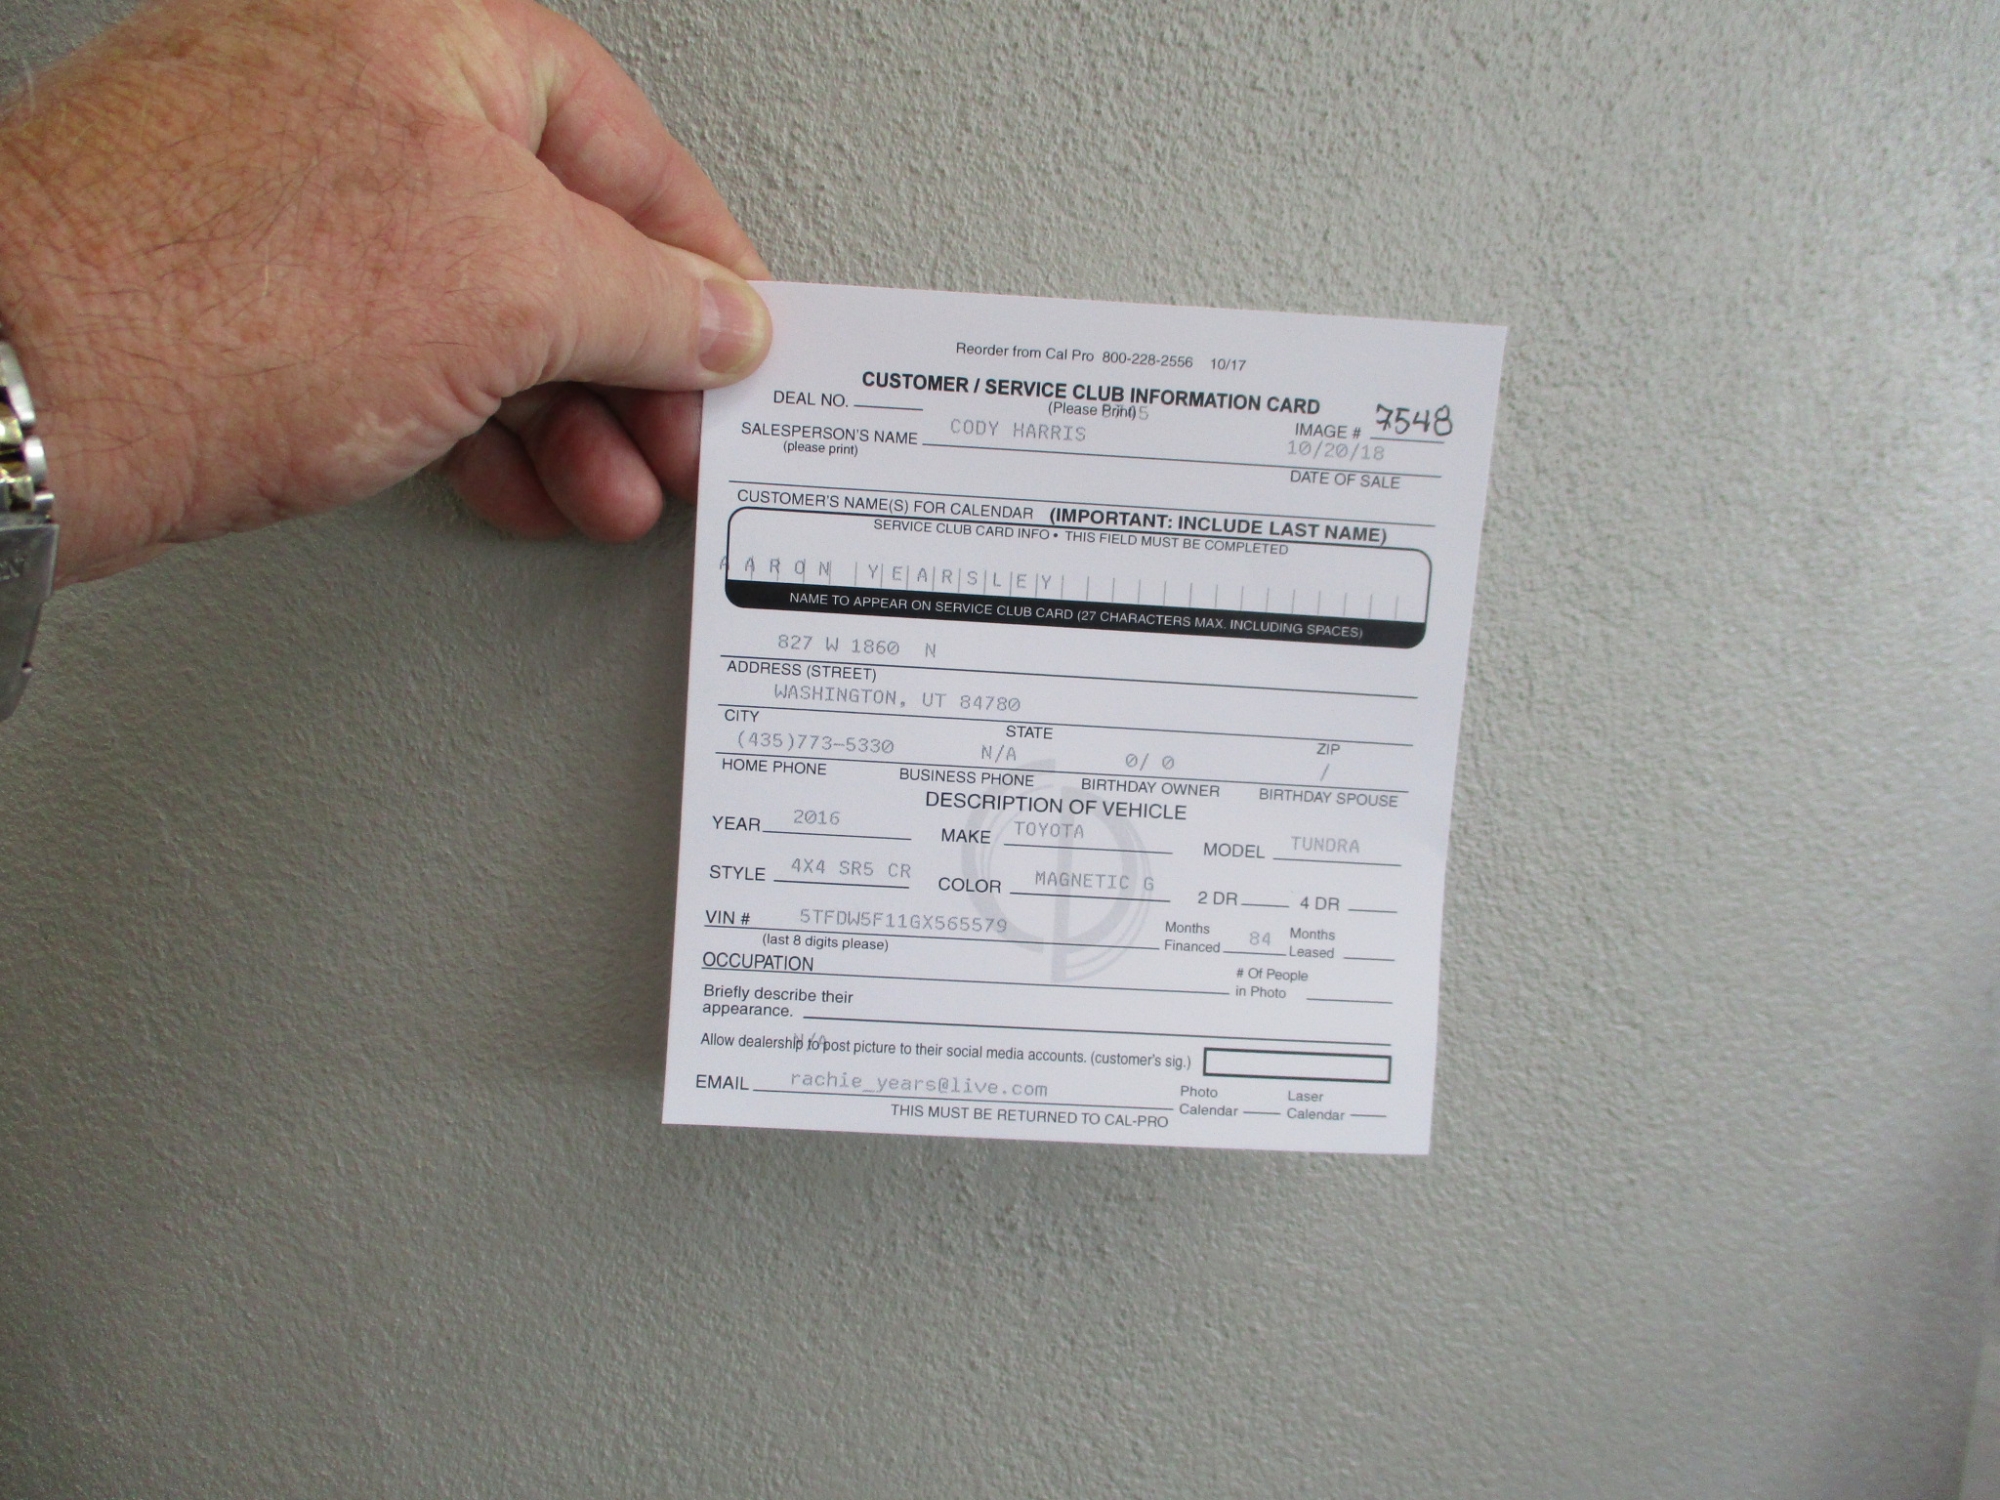 Reorder from Cal Pro 800-228-2556 10/17
CUSTOMER / SERVICE CLUB INFORMATION CARD
DEAL NO. (Please Print) IMAGE # 7548
SALESPERSON'S NAME CODY HARRIS 10/20/18
(please print) DATE OF SALE
CUSTOMER'S NAME(S) FOR CALENDAR (IMPORTANT: INCLUDE LAST NAME)
SERVICE CLUB CARD INFO • THIS FIELD MUST BE COMPLETED
AARON YEARSLEY
NAME TO APPEAR ON SERVICE CLUB CARD (27 CHARACTERS MAX. INCLUDING SPACES)
827 W 1860 N
ADDRESS (STREET)
WASHINGTON, UT 84780
CITY STATE ZIP
(435)773-5330 N/A 0/ 0 /
HOME PHONE BUSINESS PHONE BIRTHDAY OWNER BIRTHDAY SPOUSE
DESCRIPTION OF VEHICLE
YEAR 2016 MAKE TOYOTA MODEL TUNDRA
STYLE 4X4 SR5 CR COLOR MAGNETIC G 2 DR 4 DR
VIN # 5TFDW5F11GX565579 Months Financed 84 Months Leased
(last 8 digits please)
OCCUPATION # Of People in Photo
Briefly describe their
appearance.
N/A
Allow dealership to post picture to their social media accounts. (customer's sig.)
EMAIL rachie_years@live.com Photo Calendar Laser Calendar
THIS MUST BE RETURNED TO CAL-PRO